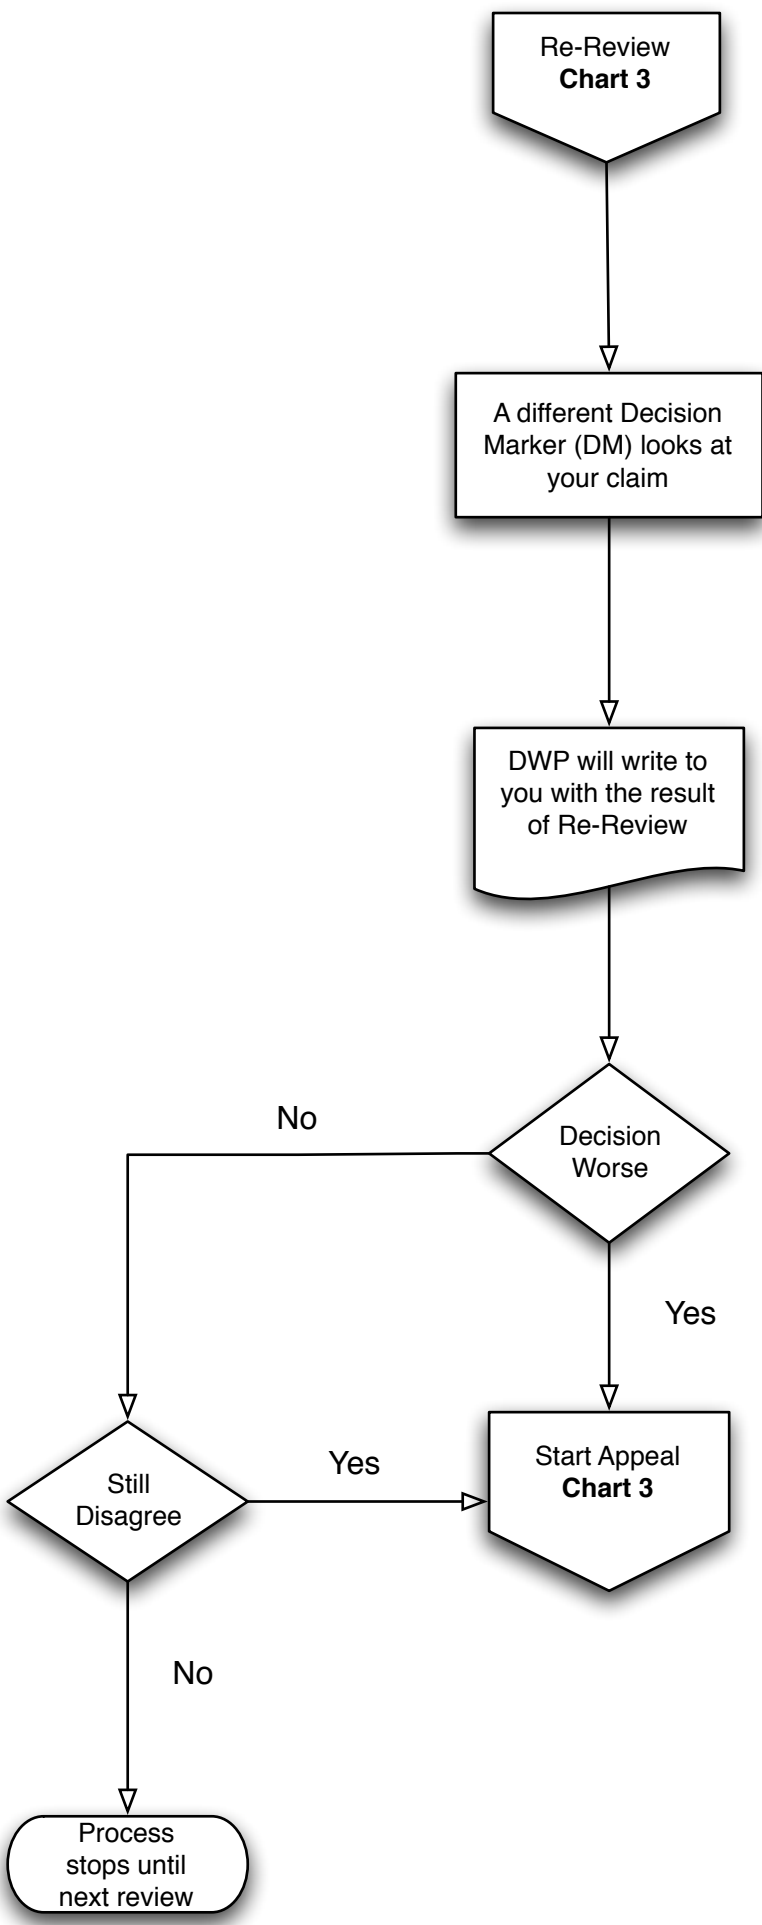 Re-Review
Chart 3
A different Decision
Marker (DM) looks at
your claim
DWP will write to
you with the result
of Re-Review
Decision
Worse
No
Yes
Still
Disagree
Yes
Start Appeal
Chart 3
No
Process
stops until
next review